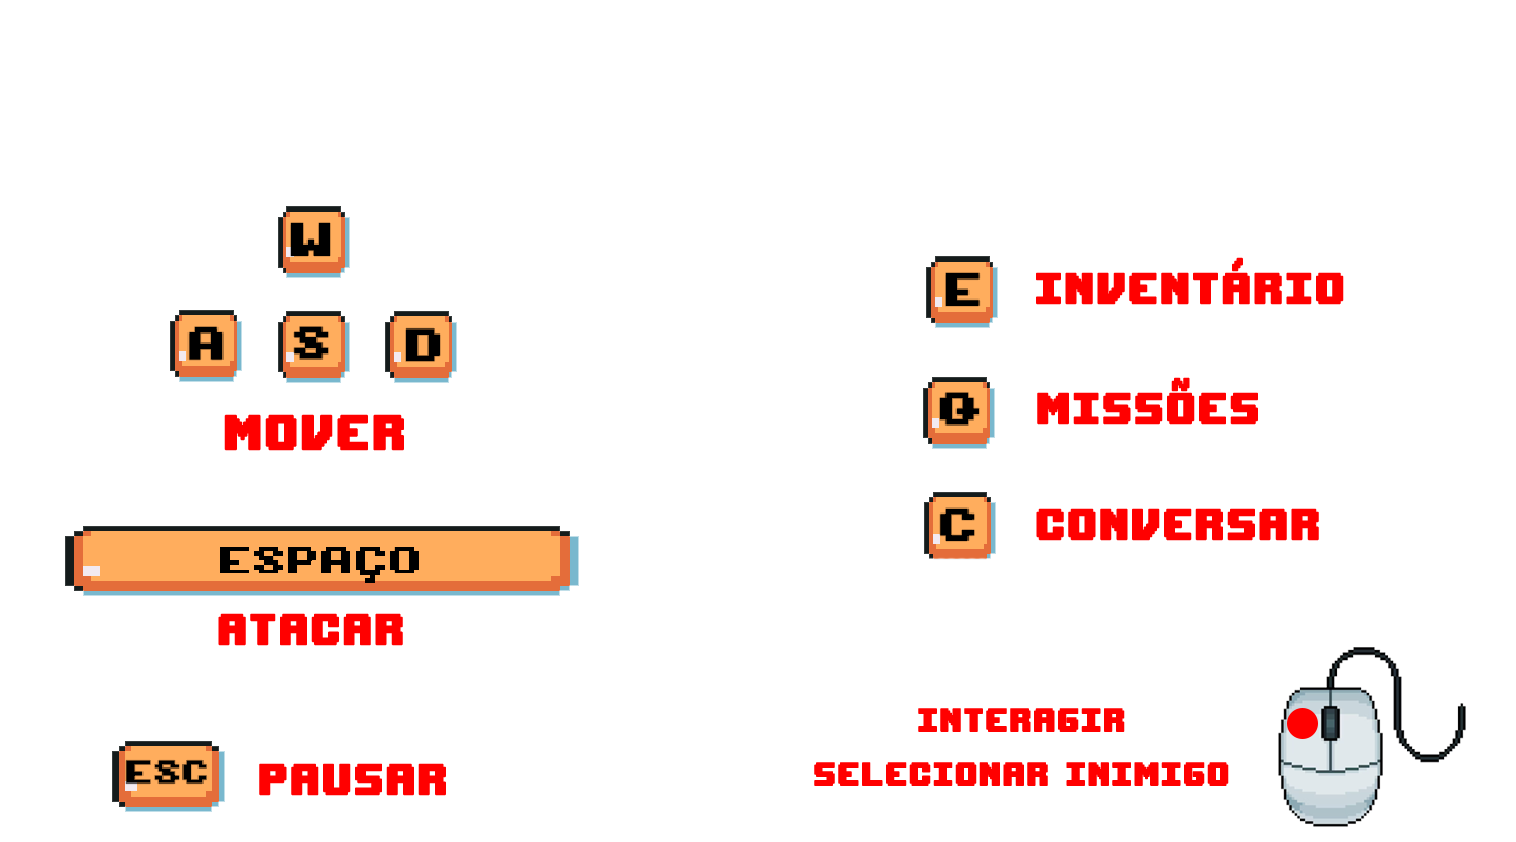 W
A S D
MOVER
ESPAÇO
ATACAR
ESC PAUSAR
E INVENTÁRIO
Q MISSÕES
C CONVERSAR
INTERAGIR
SELECIONAR INIMIGO